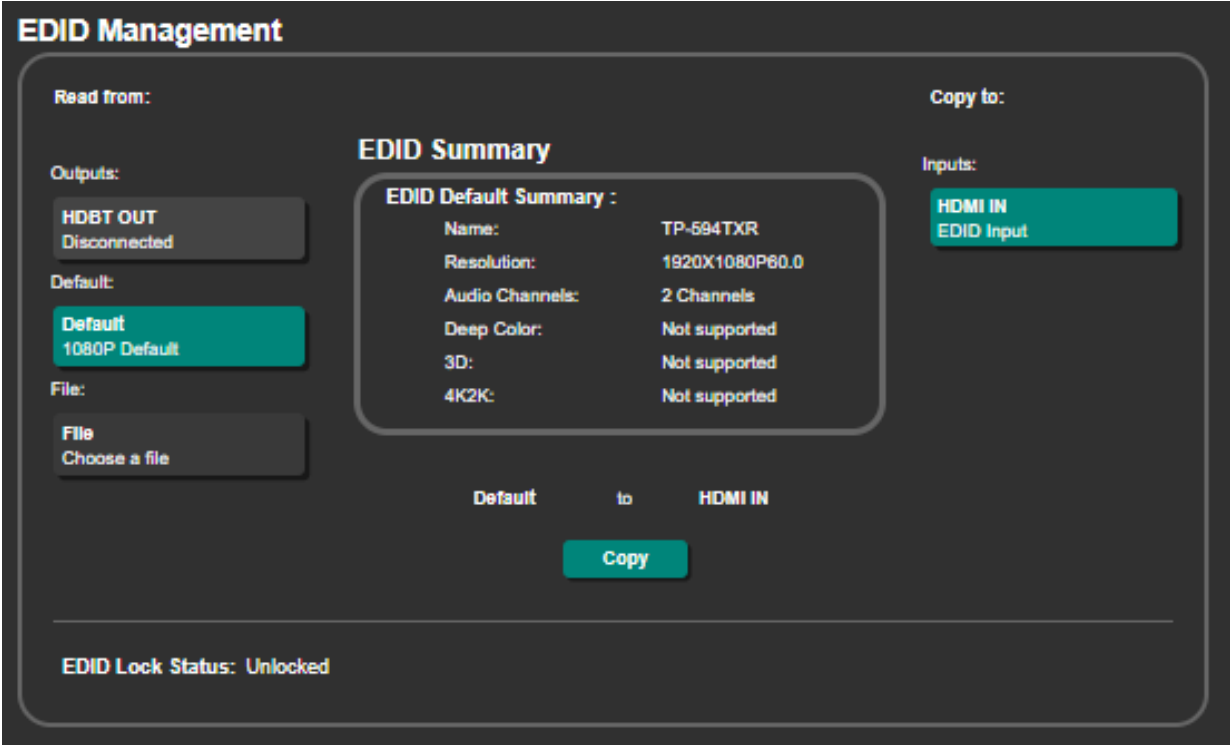 EDID Management
Read from:
Copy to:
Outputs:
HDBT OUT
Disconnected
Default:
Default
1080P Default
File:
File
Choose a file
EDID Summary
EDID Default Summary :
Name: TP-594TXR
Resolution: 1920X1080P60.0
Audio Channels: 2 Channels
Deep Color: Not supported
3D: Not supported
4K2K: Not supported
Inputs:
HDMI IN
EDID Input
Default to HDMI IN
Copy
EDID Lock Status: Unlocked